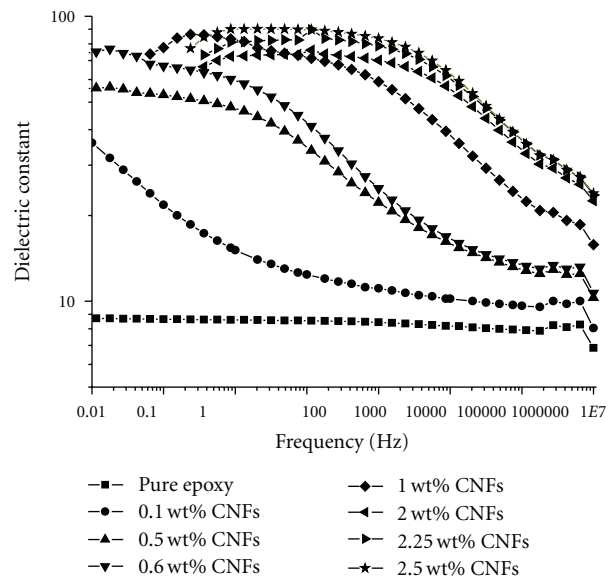 100
10
Dielectric constant
0.01 0.1 1 100 1000 10000 100000 1000000 1E7
Frequency (Hz)
Pure epoxy
0.1 wt% CNFs
0.5 wt% CNFs
0.6 wt% CNFs
1 wt% CNFs
2 wt% CNFs
2.25 wt% CNFs
2.5 wt% CNFs